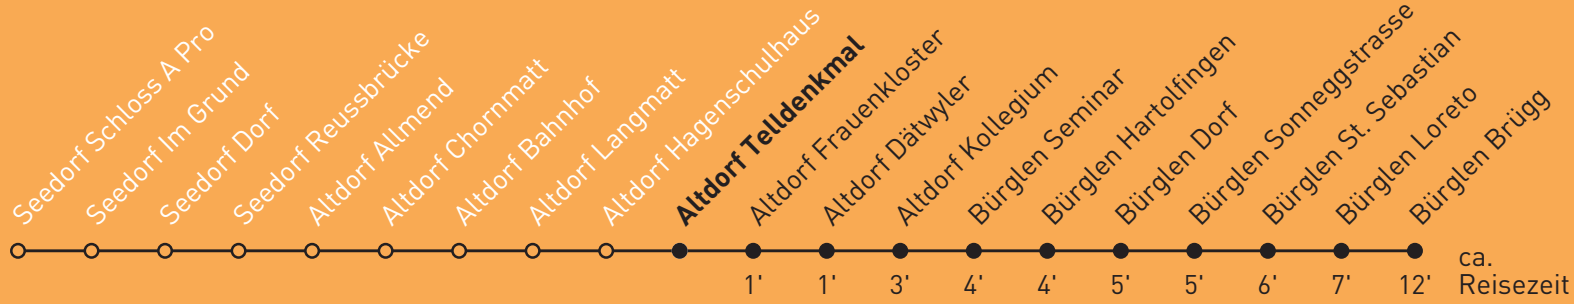 Seedorf Schloss A Pro
Seedorf Im Grund
Seedorf Dorf
Seedorf Reussbrücke
Altdorf Allmend
Altdorf Chornmatt
Altdorf Bahnhof
Altdorf Langmatt
Altdorf Hagenschulhaus
Altdorf Telldenkmal
Altdorf Frauenkloster
Altdorf Dätwyler
Altdorf Kollegium
Bürglen Seminar
Bürglen Hartolfingen
Bürglen Dorf
Bürglen Sonneggstrasse
Bürglen St. Sebastian
Bürglen Loreto
Bürglen Brügg
1' 1' 3' 4' 4' 5' 5' 6' 7' 12'
ca.
Reisezeit